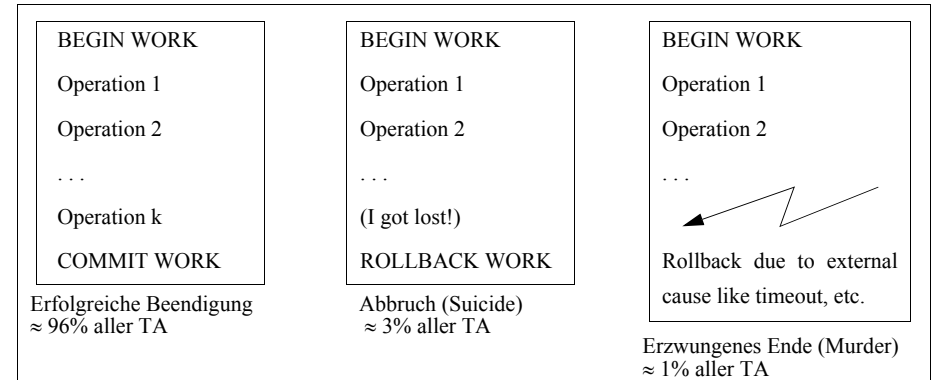 BEGIN WORK
Operation 1
Operation 2
. . .
Operation k
COMMIT WORK
Erfolgreiche Beendigung
≈ 96% aller TA
BEGIN WORK
Operation 1
Operation 2
. . .
(I got lost!)
ROLLBACK WORK
Abbruch (Suicide)
≈ 3% aller TA
BEGIN WORK
Operation 1
Operation 2
. . .
Rollback due to external
cause like timeout, etc.
Erzwungenes Ende (Murder)
≈ 1% aller TA